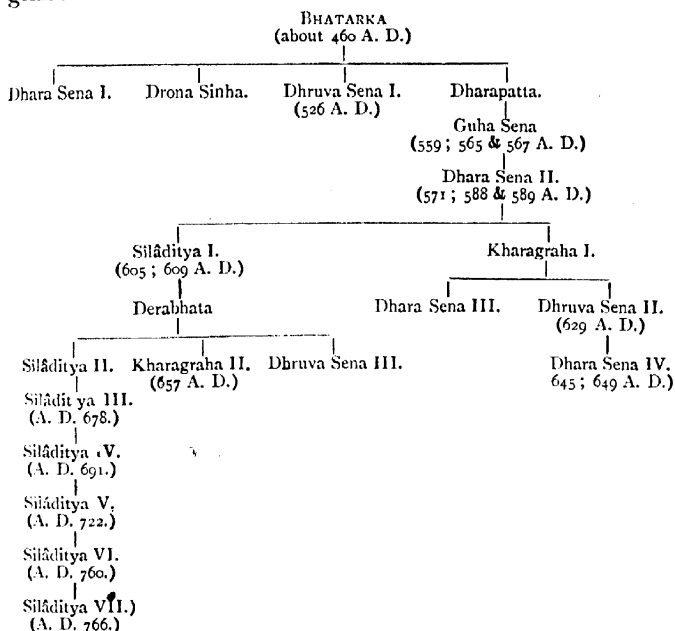 BHATARKA
(about 460 A. D.)
Dhara Sena I. Drona Sinha. Dhruva Sena I. Dharapatta.
(526 A. D.)
Guha Sena
(559 ; 565 & 567 A. D.)
Dhara Sena II.
(571 ; 588 & 589 A. D.)
Silâditya I. Kharagraha I.
(605 ; 609 A. D.)
Derabhata Dhara Sena III. Dhruva Sena II.
(629 A. D.)
Silâditya II. Kharagraha II. Dhruva Sena III. Dhara Sena IV.
(657 A. D.) 645 ; 649 A. D.)
Silâdit ya III.
(A. D. 678.)
Silâditya IV.
(A. D. 691.)
Silâditya V.
(A. D. 722.)
Silâditya VI.
(A. D. 760.)
Silâditya VII.)
(A. D. 766.)